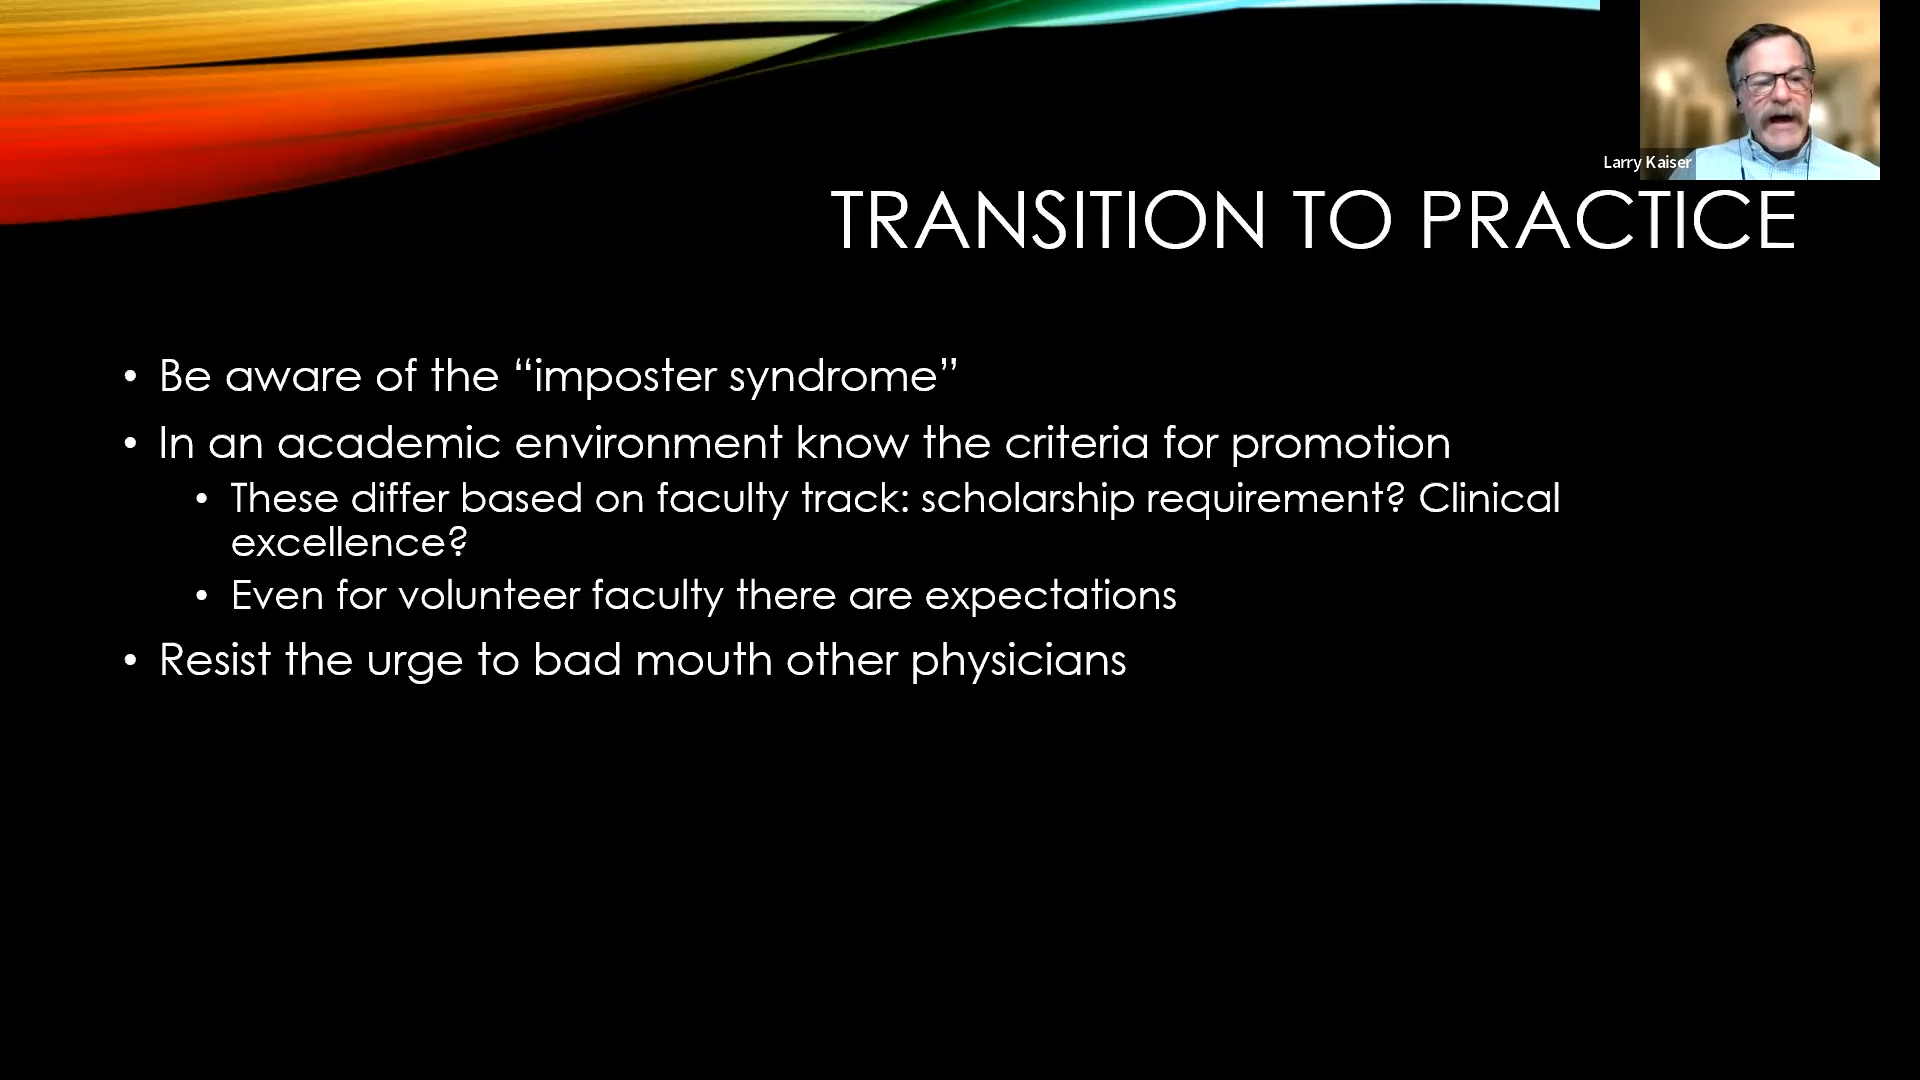 Larry Kaiser
TRANSITION TO PRACTICE
• Be aware of the “imposter syndrome”
• In an academic environment know the criteria for promotion
• These differ based on faculty track: scholarship requirement? Clinical
excellence?
• Even for volunteer faculty there are expectations
• Resist the urge to bad mouth other physicians